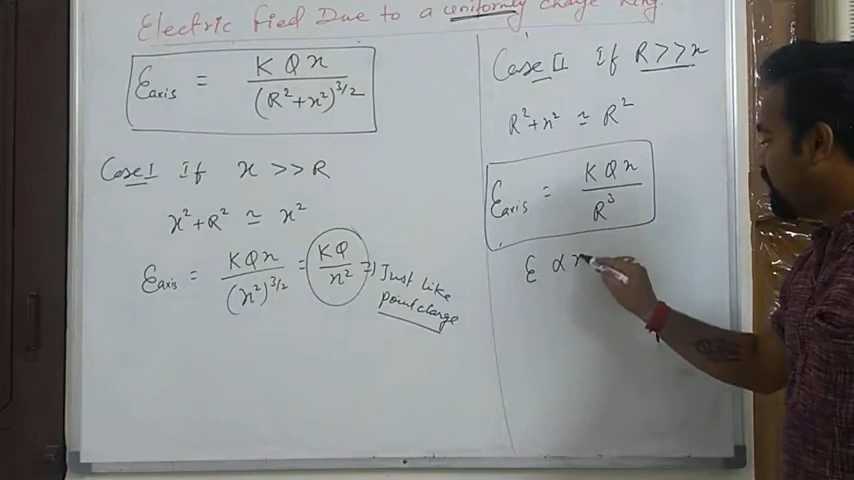 Electric Field Due to a uniformly charge Ring.
Eaxis = KQx / (R²+x²)^3/2
Case I If x >> R
x²+R² ≃ x²
Eaxis = KQx / (x²)^3/2 = KQ / x² ⇒ Just like point charge
Case II If R>>x
R²+x² ≃ R²
Eaxis = KQx / R³
E ∝ x